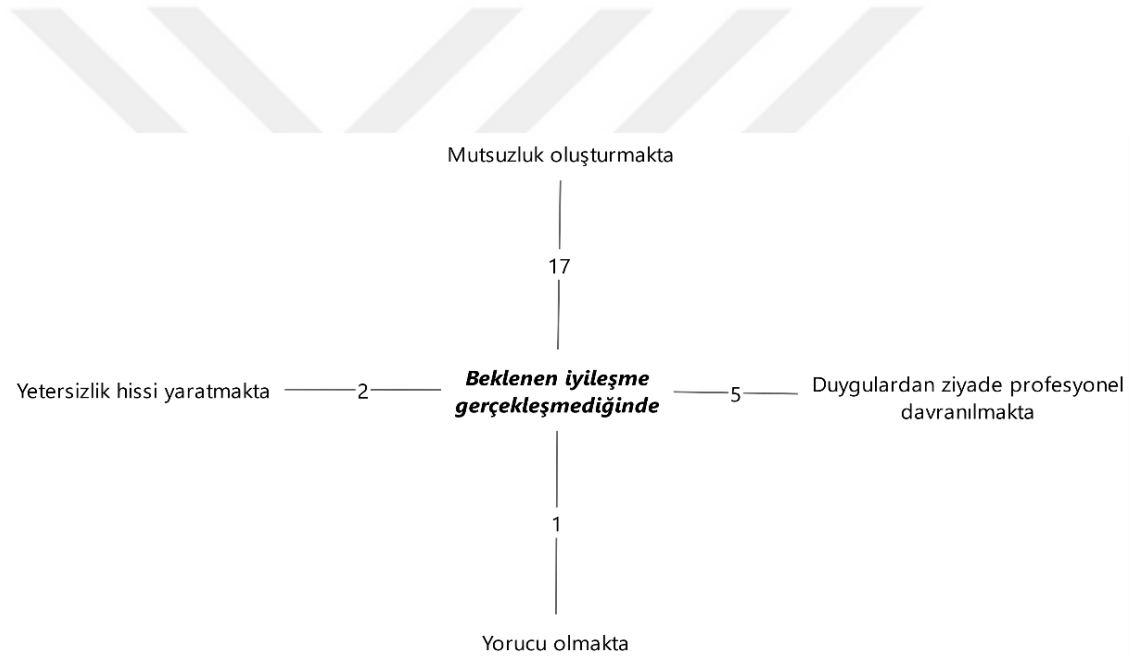 Mutsuzluk oluşturmakta
17
Yetersizlik hissi yaratmakta
2
Beklenen iyileşme
gerçekleşmediğinde
5
Duygulardan ziyade profesyonel
davranılmakta
1
Yorucu olmakta